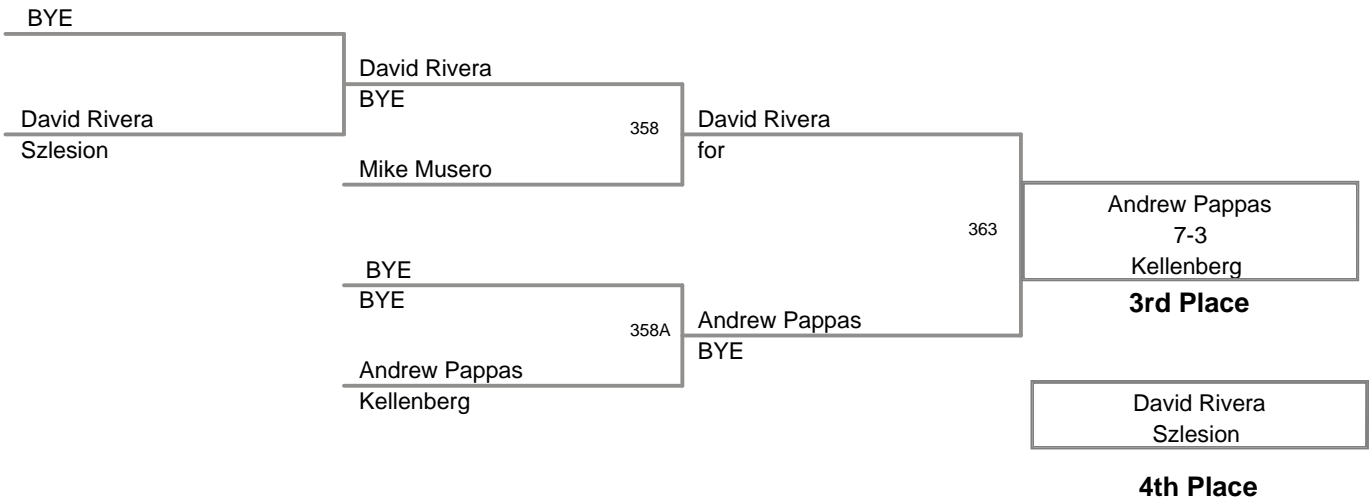 BYE
David Rivera
Szlesion
David Rivera
BYE
358
Mike Musero
David Rivera
for
BYE
BYE
358A
Andrew Pappas
Kellenberg
Andrew Pappas
BYE
363
Andrew Pappas
7-3
Kellenberg
3rd Place
David Rivera
Szlesion
4th Place